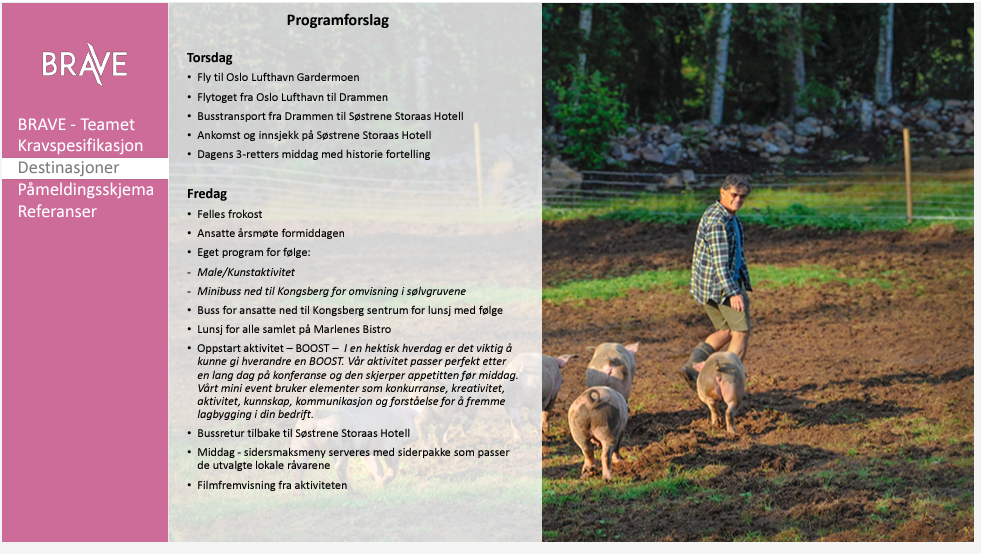 BRAVE
BRAVE - Teamet
Kravspesifikasjon
Destinasjoner
Påmeldingsskjema
Referanser
Programforslag
Torsdag
• Fly til Oslo Lufthavn Gardermoen
• Flytoget fra Oslo Lufthavn til Drammen
• Busstransport fra Drammen til Søstrene Storaas Hotell
• Ankomst og innsjekk på Søstrene Storaas Hotell
• Dagens 3-retters middag med historie fortelling
Fredag
• Felles frokost
• Ansatte årsmøte formiddagen
• Eget program for følge:
- Male/Kunstaktivitet
- Minibuss ned til Kongsberg for omvisning i sølvgruvene
• Buss for ansatte ned til Kongsberg sentrum for lunsj med følge
• Lunsj for alle samlet på Marlenes Bistro
• Oppstart aktivitet – BOOST – I en hektisk hverdag er det viktig å
kunne gi hverandre en BOOST. Vår aktivitet passer perfekt etter
en lang dag på konferanse og den skjerper appetitten før middag.
Vårt mini event bruker elementer som konkurranse, kreativitet,
aktivitet, kunnskap, kommunikasjon og forståelse for å fremme
lagbygging i din bedrift.
• Bussretur tilbake til Søstrene Storaas Hotell
• Middag - sidersmaksmeny serveres med siderpakke som passer
de utvalgte lokale råvarene
• Filmfremvisning fra aktiviteten